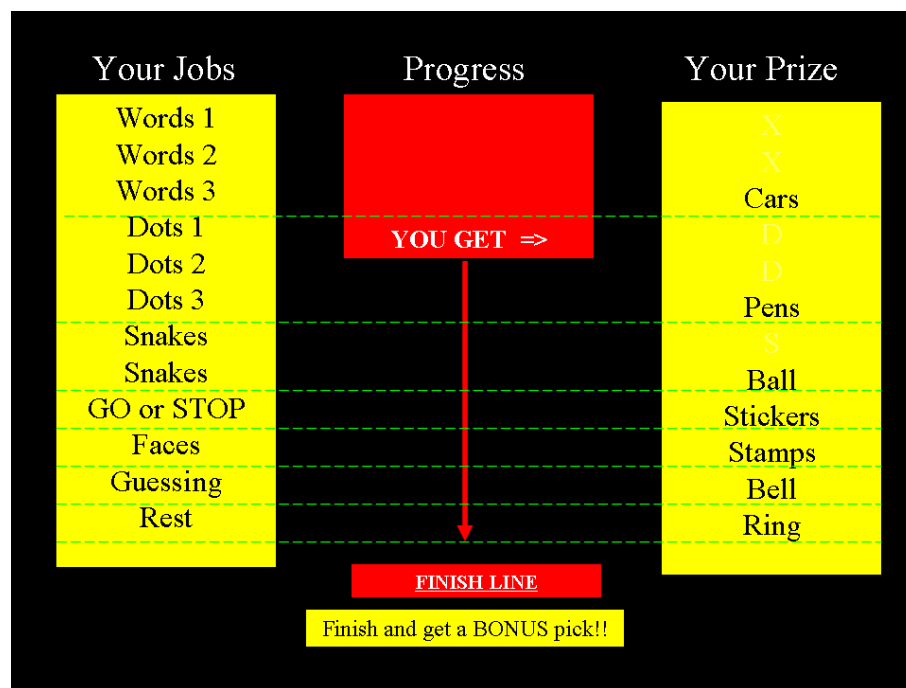 Your Jobs
Words 1
Words 2
Words 3
Dots 1
Dots 2
Dots 3
Snakes
Snakes
GO or STOP
Faces
Guessing
Rest
Progress
YOU GET =>
FINISH LINE
Finish and get a BONUS pick!!
Your Prize
X
X
Cars
D
D
Pens
S
Ball
Stickers
Stamps
Bell
Ring